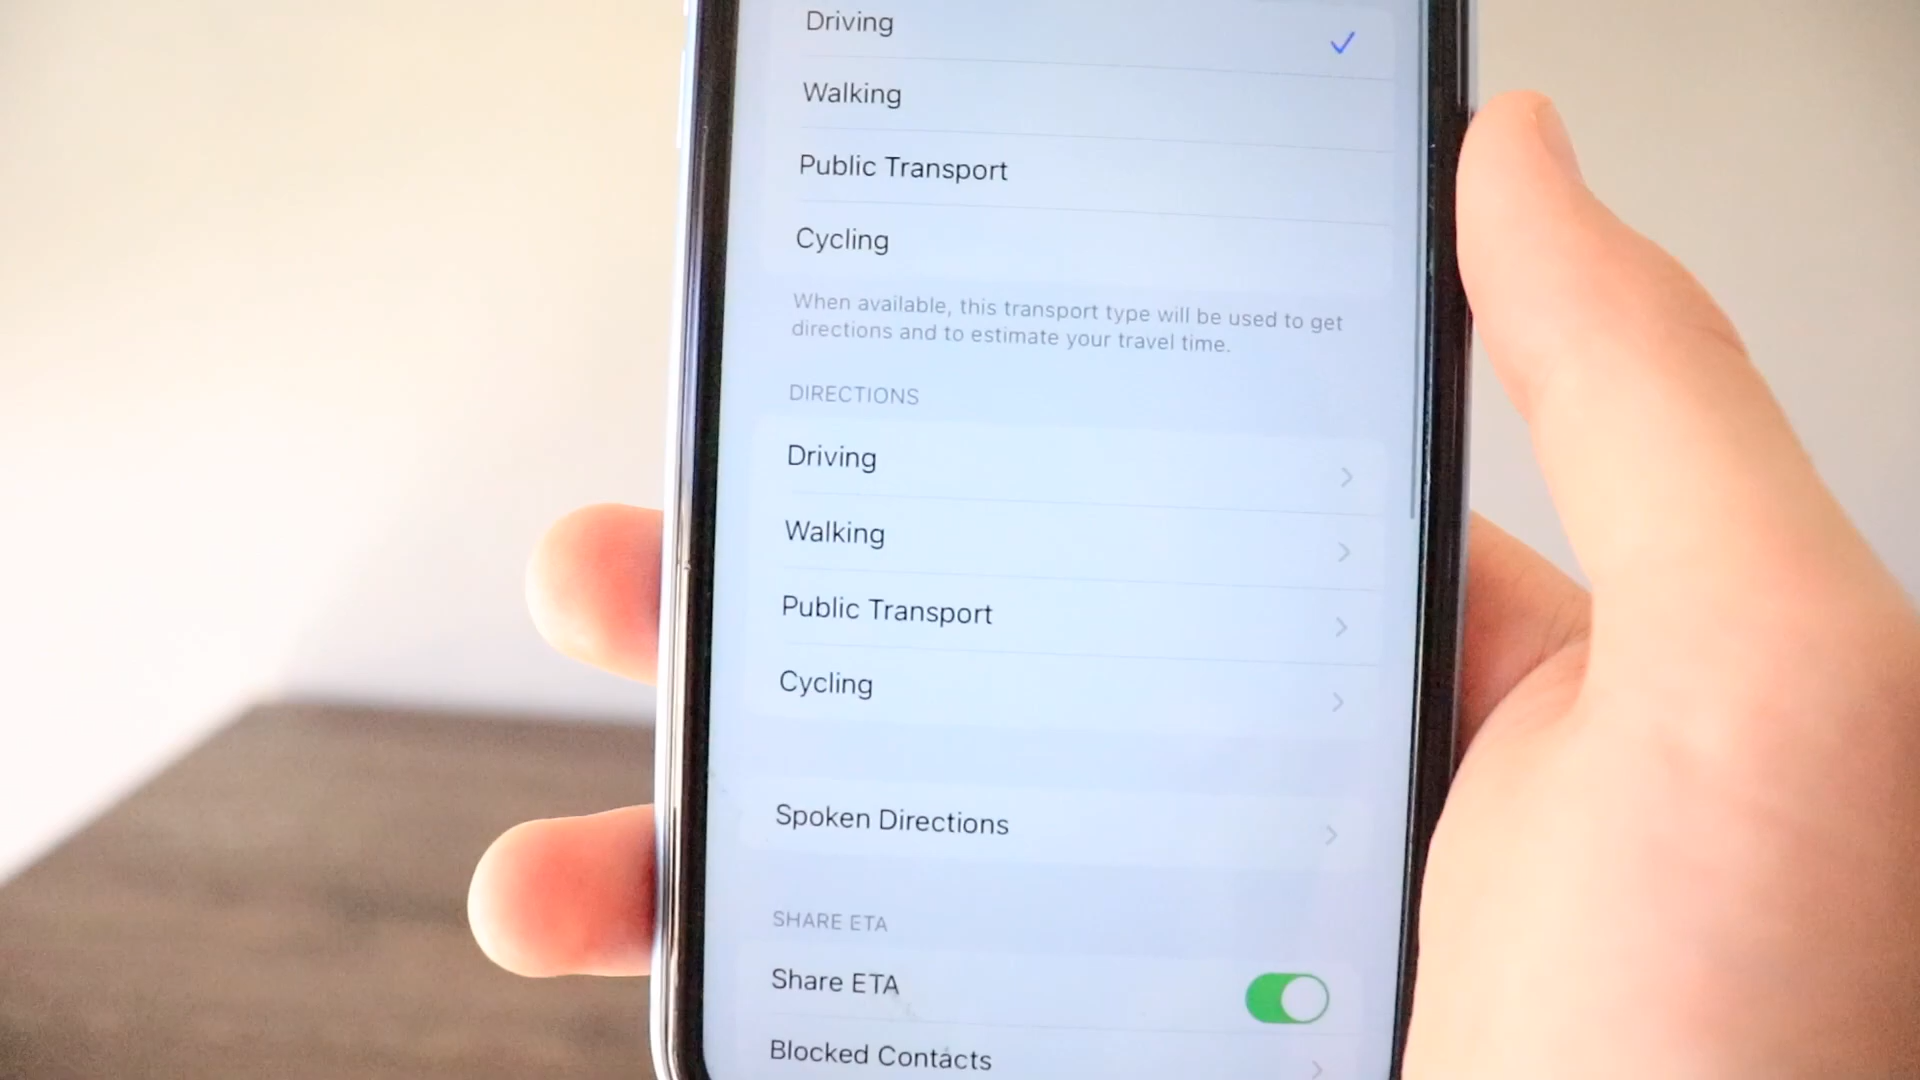 Driving
Walking
Public Transport
Cycling
When available, this transport type will be used to get
directions and to estimate your travel time.
DIRECTIONS
Driving
Walking
Public Transport
Cycling
Spoken Directions
SHARE ETA
Share ETA
Blocked Contacts